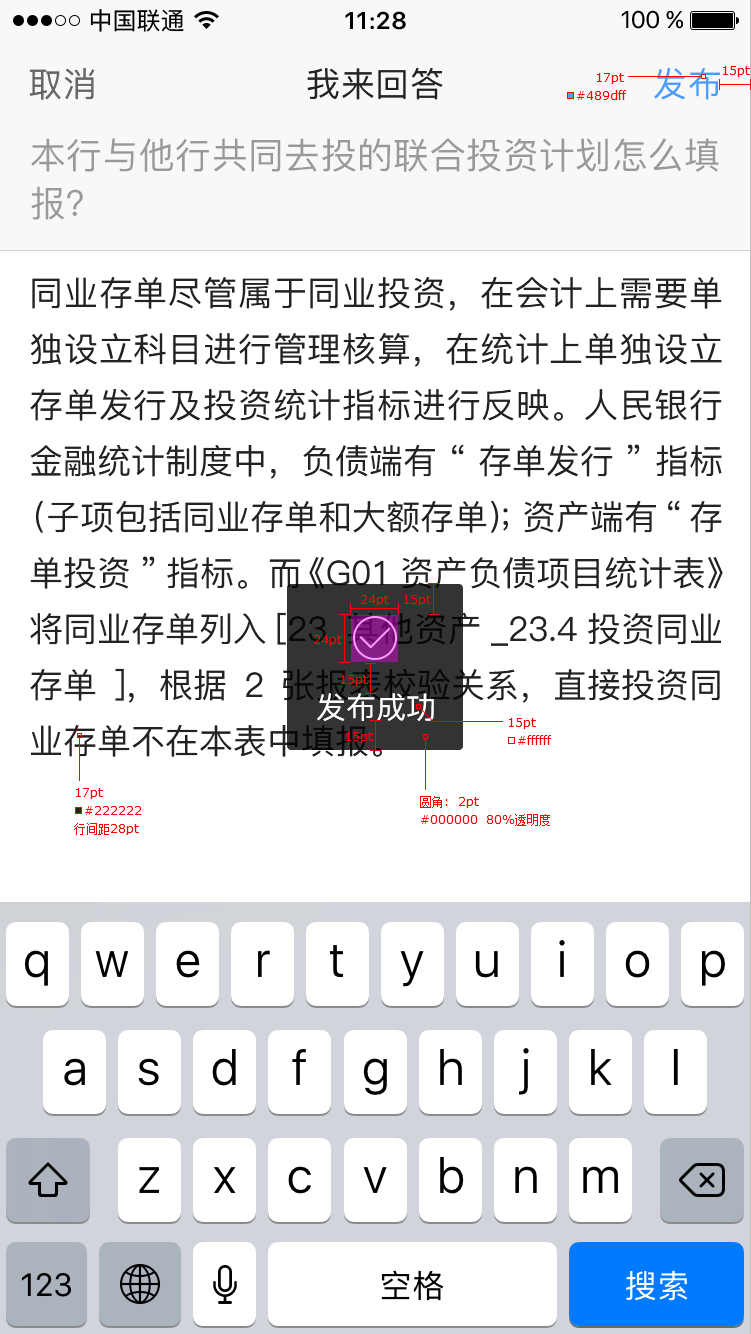 中国联通 11:28 100 %
取消 我来回答 发布
17pt 15pt
#489dff
本行与他行共同去投的联合投资计划怎么填
报?
同业存单尽管属于同业投资，在会计上需要单
独设立科目进行管理核算，在统计上单独设立
存单发行及投资统计指标进行反映。人民银行
金融统计制度中，负债端有“存单发行”指标
(子项包括同业存单和大额存单)；资产端有“存
单投资”指标。而《G01 资产负债项目统计表》
将同业存单列入 [23 其他资产 _23.4 投资同业
存单 ]，根据 2 张报表校验关系，直接投资同
业存单不在本表中填报。
24pt 15pt
24pt
15pt
发布成功
15pt
15pt
#ffffff
17pt
#222222
行间距28pt
圆角：2pt
#000000 80%透明度
q w e r t y u i o p
a s d f g h j k l
z x c v b n m
123 空格 搜索